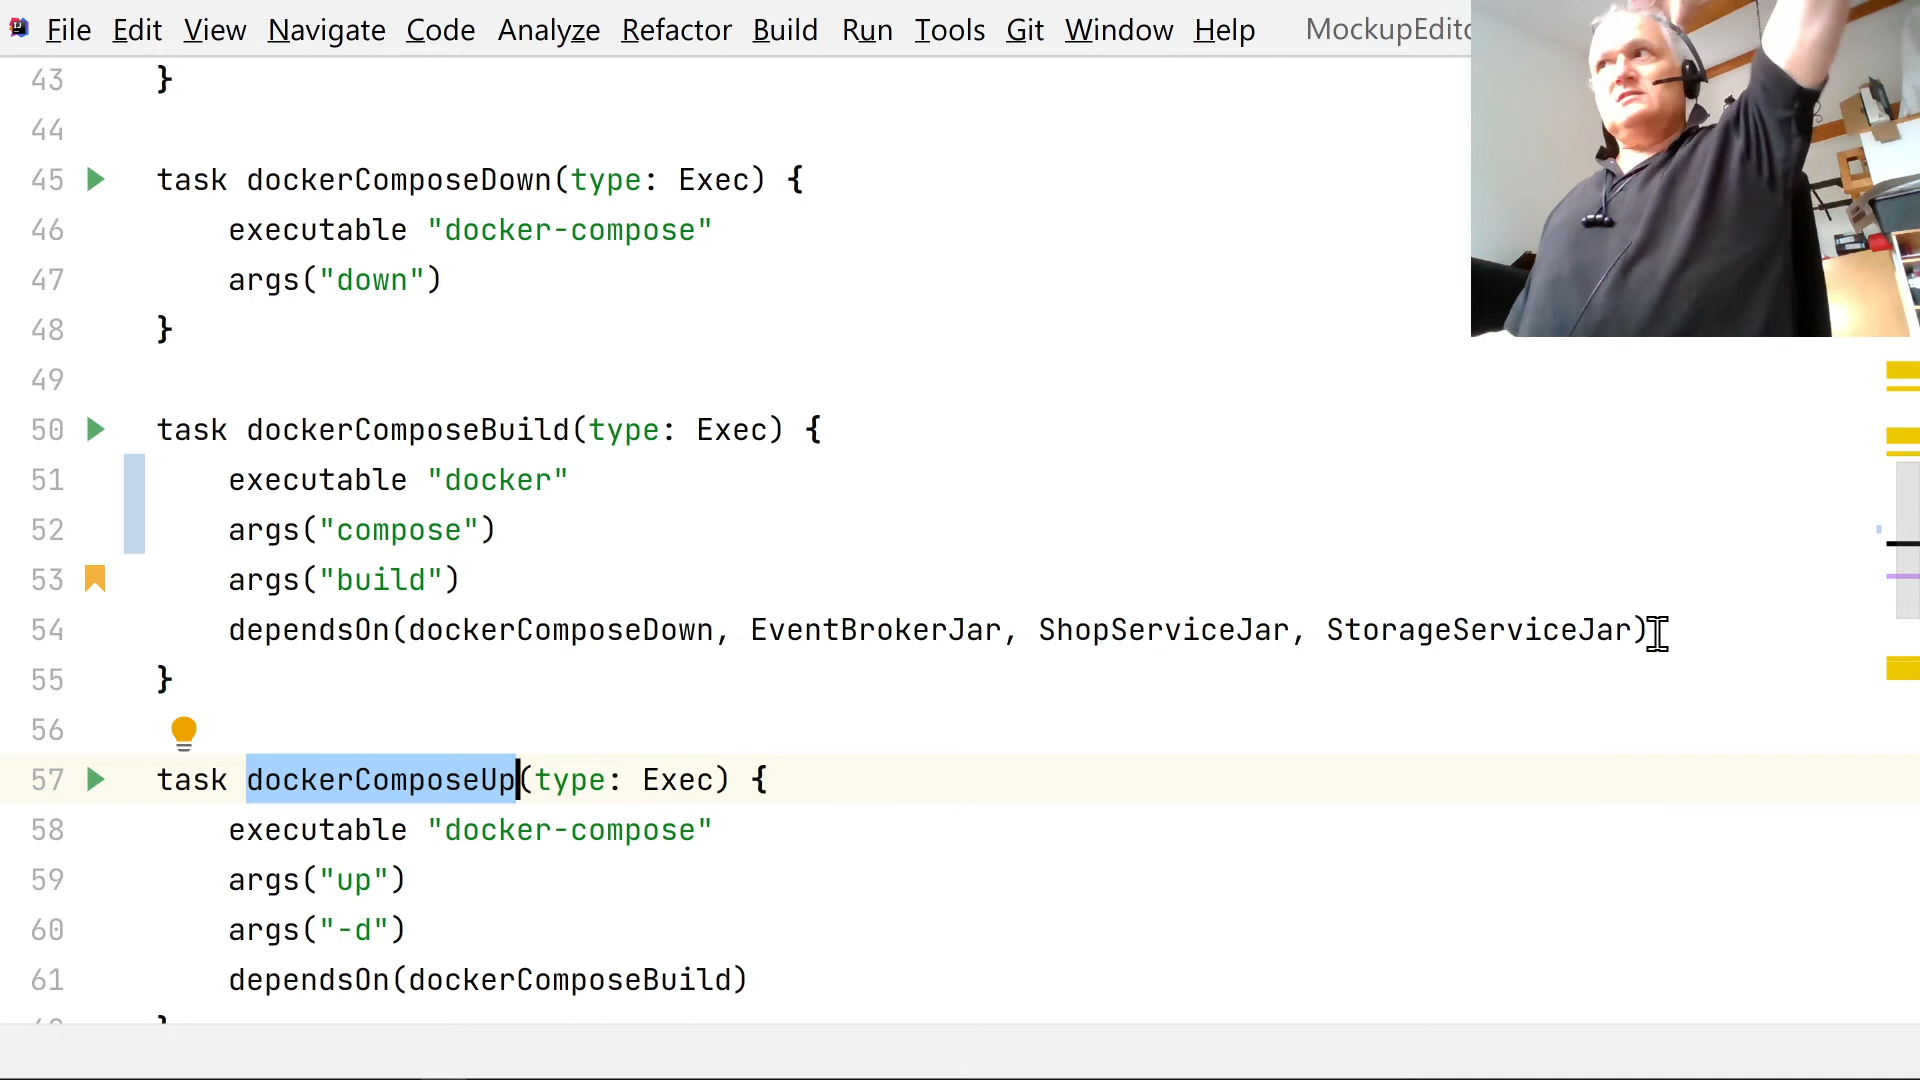 File Edit View Navigate Code Analyze Refactor Build Run Tools Git Window Help MockupEdito
43 }
44
45 task dockerComposeDown(type: Exec) {
46 executable "docker-compose"
47 args("down")
48 }
49
50 task dockerComposeBuild(type: Exec) {
51 executable "docker"
52 args("compose")
53 args("build")
54 dependsOn(dockerComposeDown, EventBrokerJar, ShopServiceJar, StorageServiceJar)
55 }
56
57 task dockerComposeUp(type: Exec) {
58 executable "docker-compose"
59 args("up")
60 args("-d")
61 dependsOn(dockerComposeBuild)